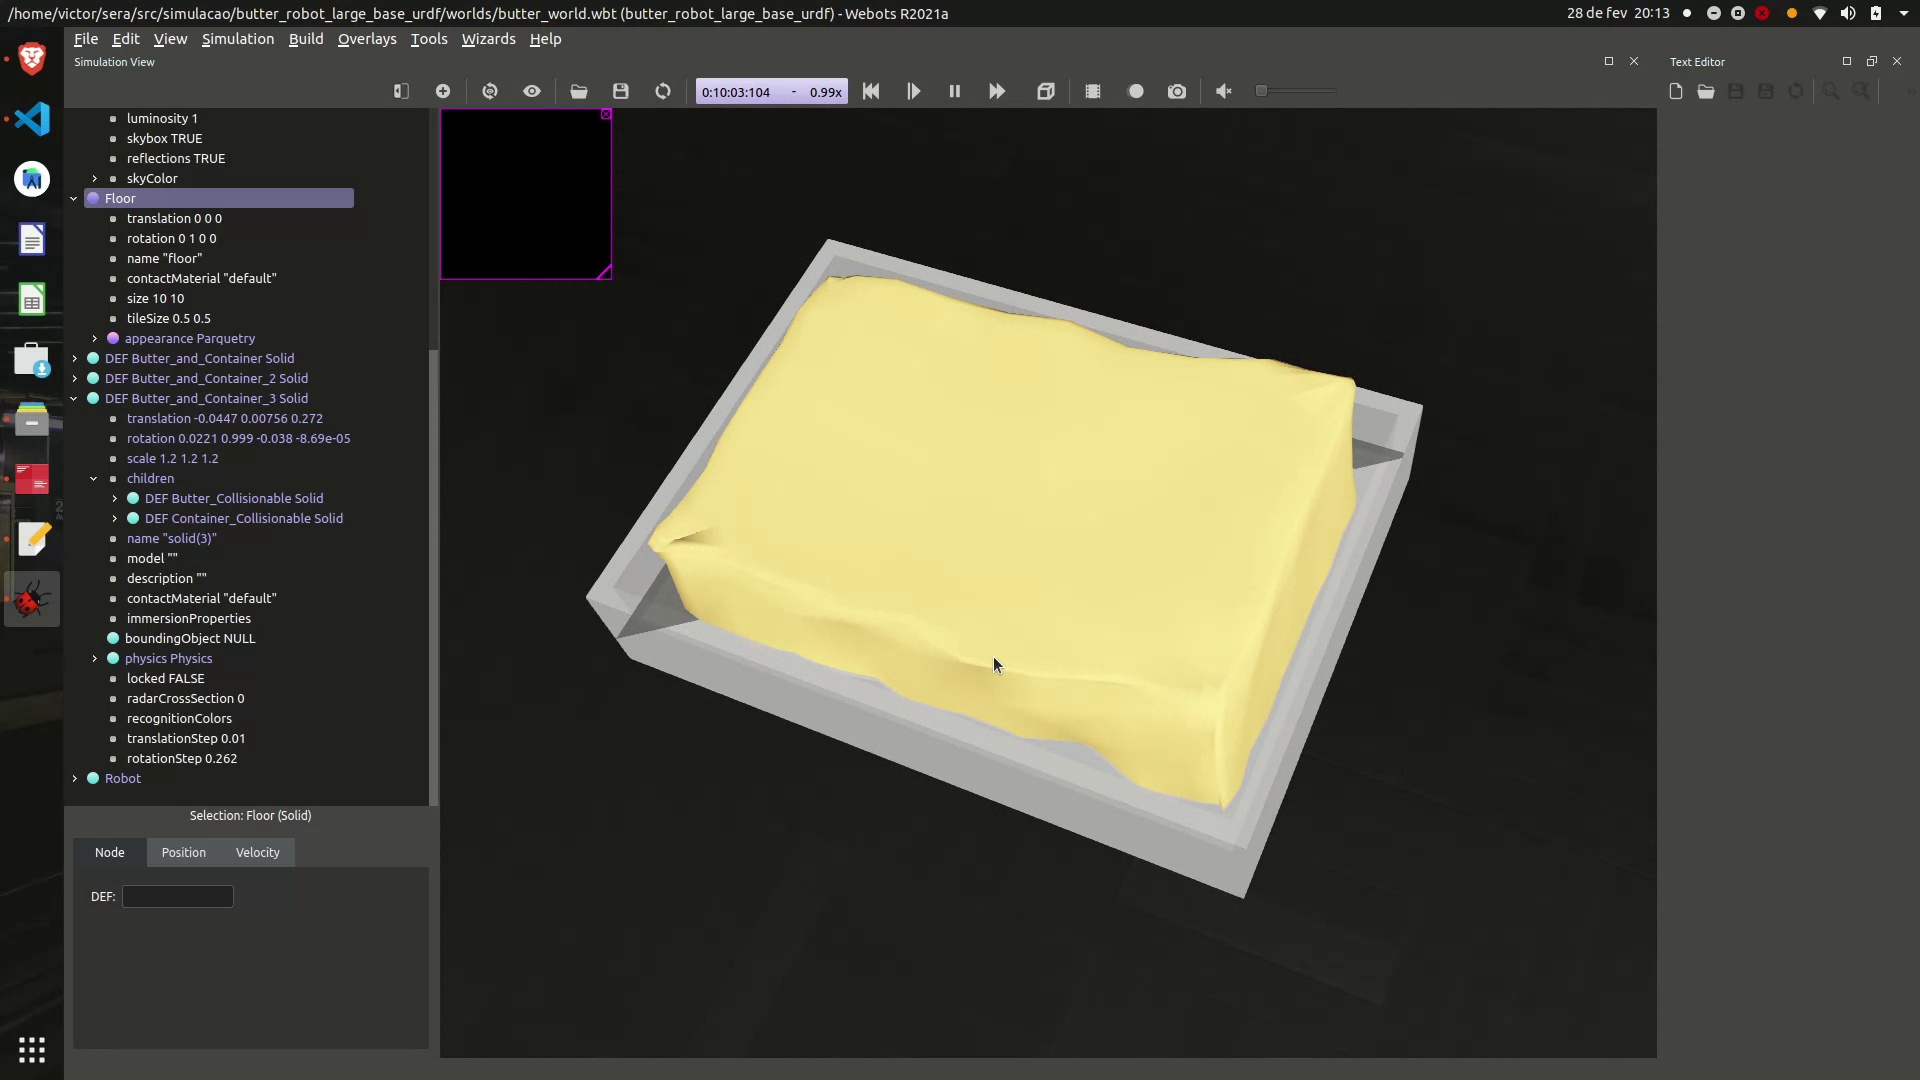 /home/victor/sera/src/simulacao/butter_robot_large_base_urdf/worlds/butter_world.wbt (butter_robot_large_base_urdf) - Webots R2021a
28 de fev 20:13
File Edit View Simulation Build Overlays Tools Wizards Help
Simulation View
Text Editor
0:10:03:104 - 0.99x
luminosity 1
skybox TRUE
reflections TRUE
skyColor
Floor
translation 0 0 0
rotation 0 1 0 0
name "floor"
contactMaterial "default"
size 10 10
tileSize 0.5 0.5
appearance Parquetry
DEF Butter_and_Container Solid
DEF Butter_and_Container_2 Solid
DEF Butter_and_Container_3 Solid
translation -0.0447 0.00756 0.272
rotation 0.0221 0.999 -0.038 -8.69e-05
scale 1.2 1.2 1.2
children
DEF Butter_Collisionable Solid
DEF Container_Collisionable Solid
name "solid(3)"
model ""
description ""
contactMaterial "default"
immersionProperties
boundingObject NULL
physics Physics
locked FALSE
radarCrossSection 0
recognitionColors
translationStep 0.01
rotationStep 0.262
Robot
Selection: Floor (Solid)
Node Position Velocity
DEF: